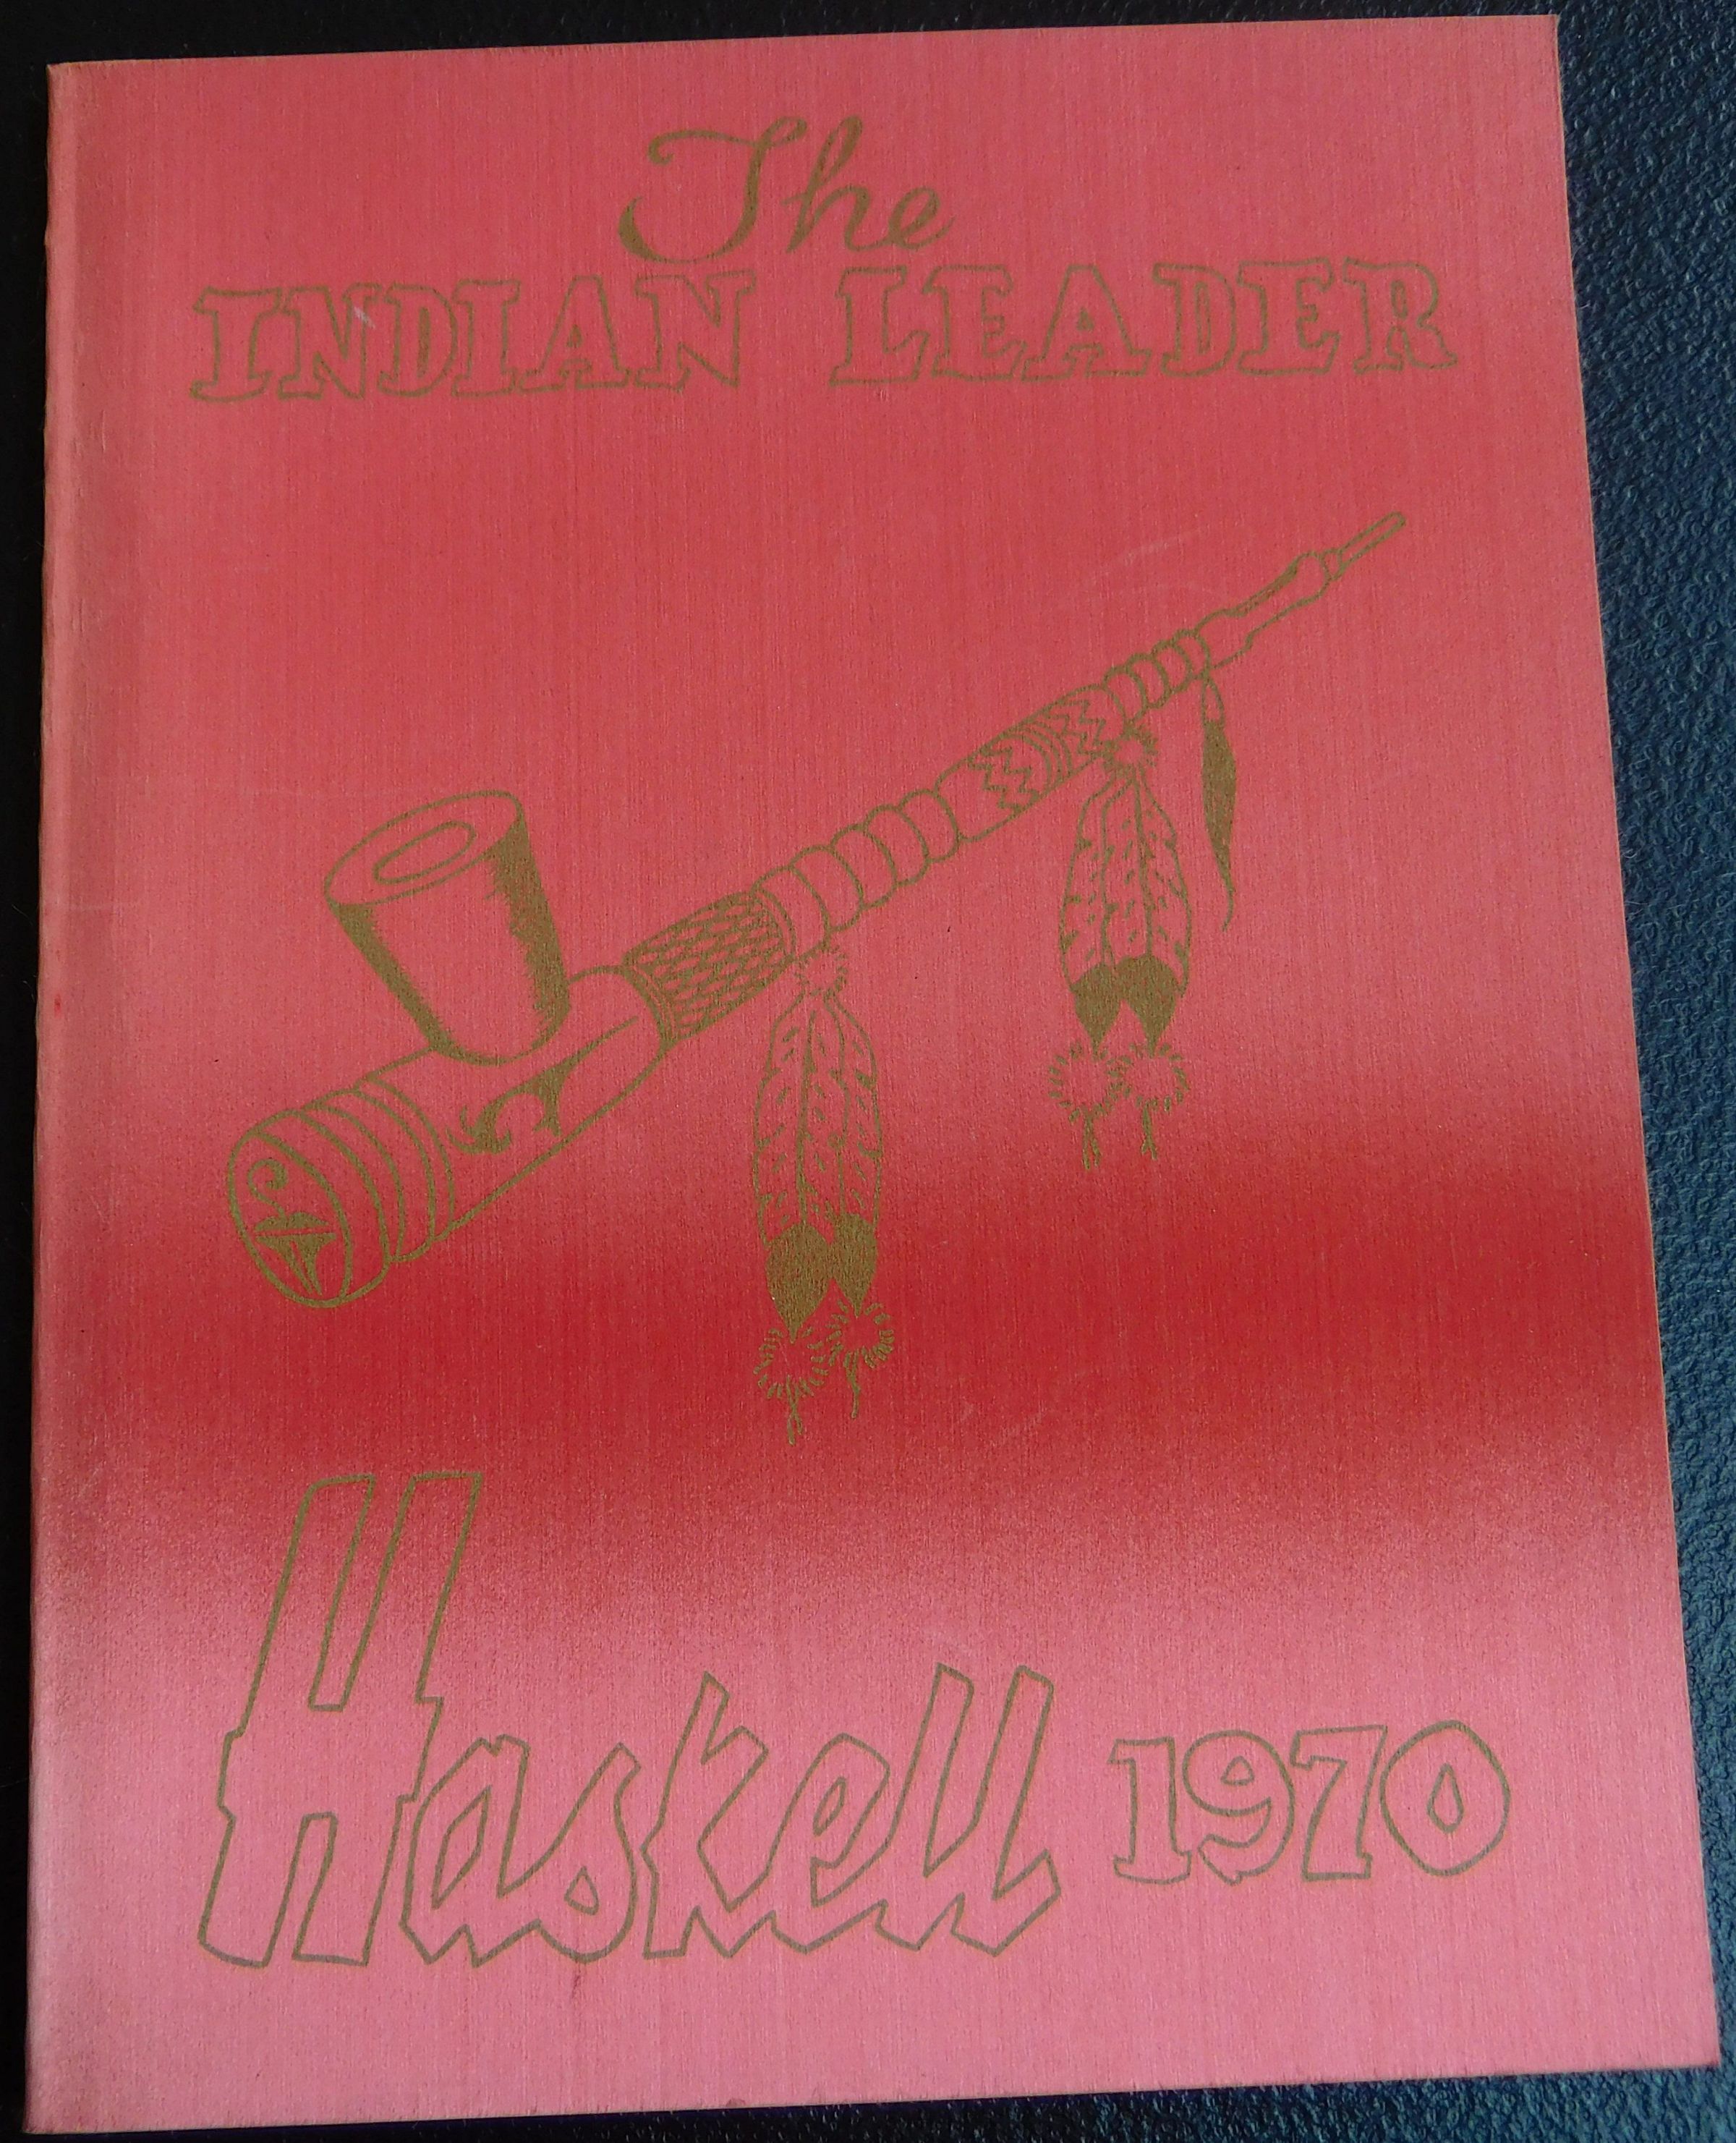 The
INDIAN LEADER
Haskell 1970